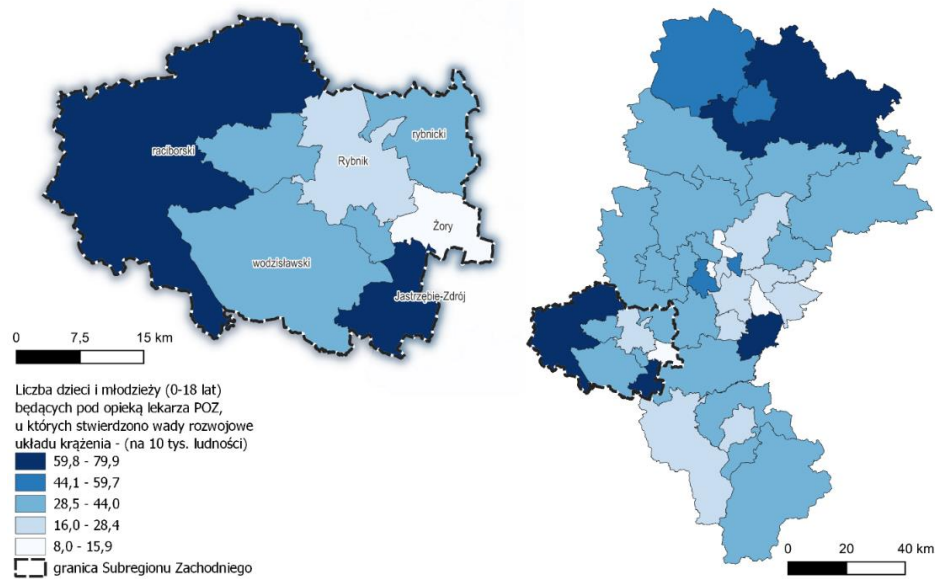 raciborski
rybnicki
Rybnik
Żory
wodzisławski
Jastrzębie-Zdrój
0 7,5 15 km
Liczba dzieci i młodzieży (0-18 lat)
będących pod opieką lekarza POZ,
u których stwierdzono wady rozwojowe
układu krążenia - (na 10 tys. ludności)
59,8 - 79,9
44,1 - 59,7
28,5 - 44,0
16,0 - 28,4
8,0 - 15,9
granica Subregionu Zachodniego
0 20 40 km